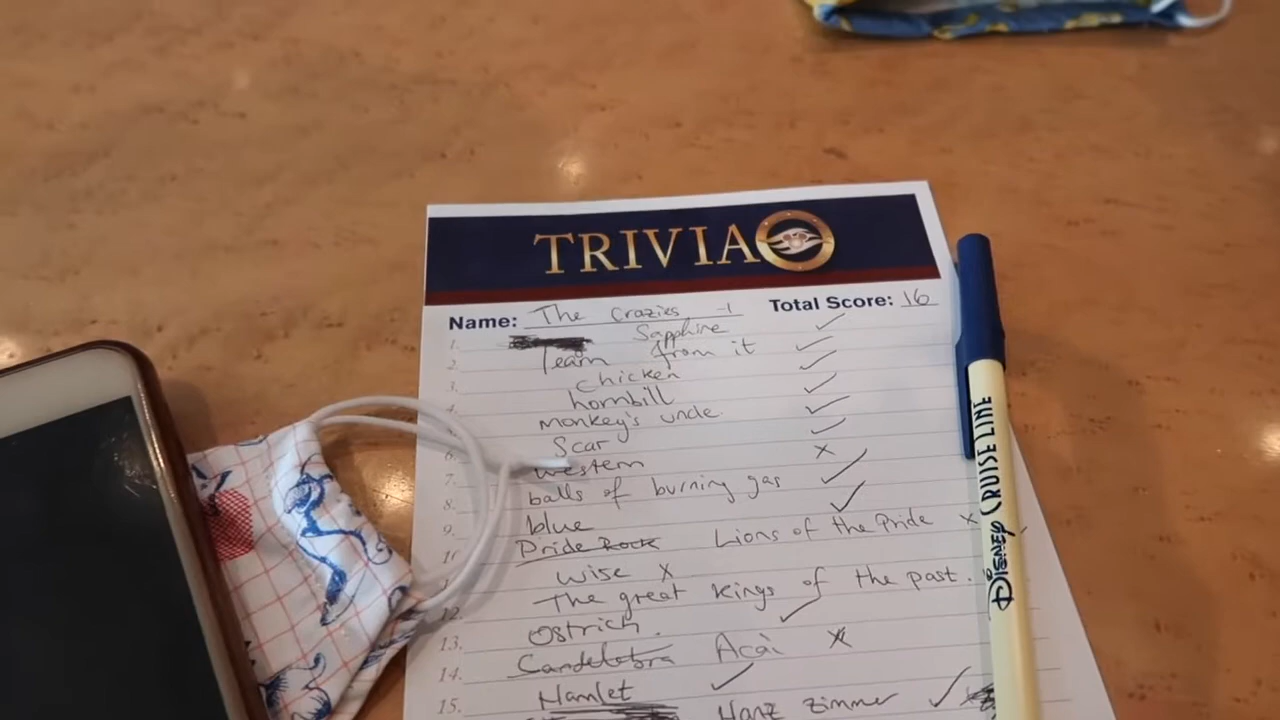 TRIVIA
Name: The Crazies -1 Total Score: 16
1. Sapphire
2. Team from it
3. chicken
4. hornbill
monkey's uncle
6. Scar
7. western
8. balls of burning gas
9. blue
10 Pride Rock Lions of the Pride
wise
12. The great kings of the past.
13. Ostrich.
14. Candelabra Acai
15. Hamlet
Hanz zimmer
DISNEY CRUISE LINE